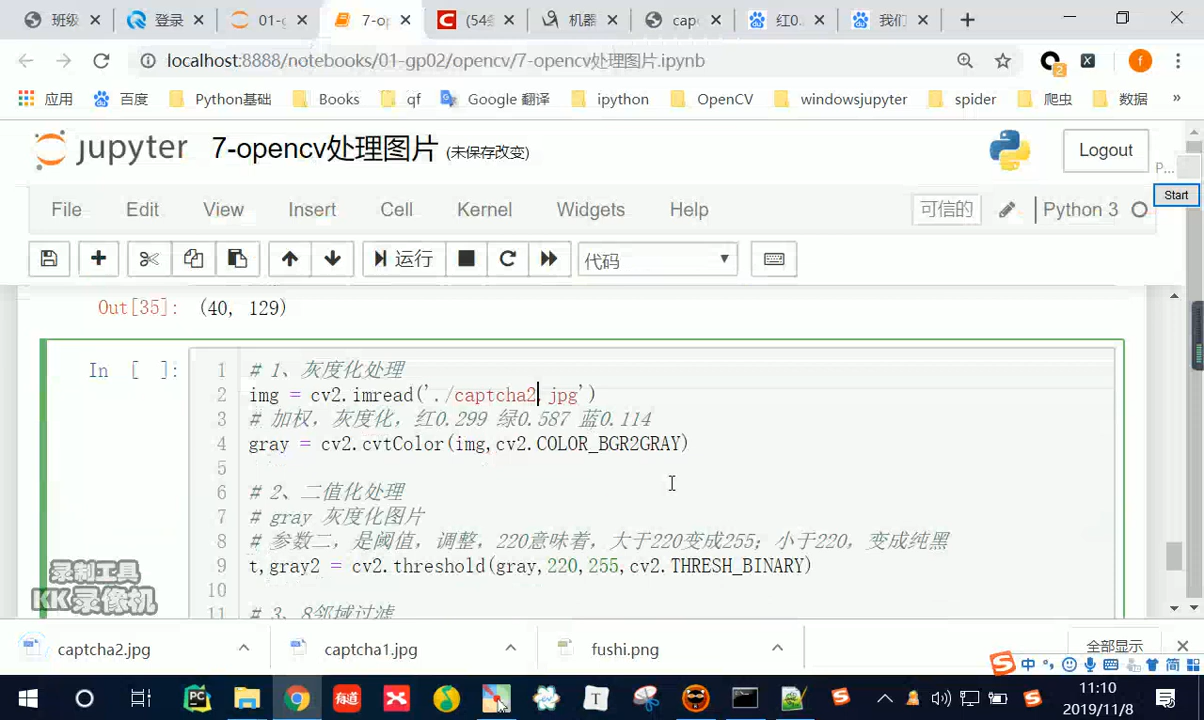 班级
登录
01-g
7-op
(54
机器
cap
红0.
我们
localhost:8888/notebooks/01-gp02/opencv/7-opencv处理图片.ipynb
2
f
应用
百度
Python基础
Books
qf
Google 翻译
ipython
OpenCV
windowsjupyter
spider
爬虫
数据
»
jupyter 7-opencv处理图片 (未保存改变)
Logout
P...
Start
File Edit View Insert Cell Kernel Widgets Help
可信的
Python 3
运行
代码
Out[35]: (40, 129)
In [ ]:
1 # 1、灰度化处理
2 img = cv2.imread('./captcha2.jpg')
3 # 加权，灰度化，红0.299 绿0.587 蓝0.114
4 gray = cv2.cvtColor(img,cv2.COLOR_BGR2GRAY)
5
6 # 2、二值化处理
7 # gray 灰度化图片
8 # 参数二，是阈值，调整，220意味着，大于220变成255；小于220，变成纯黑
9 t,gray2 = cv2.threshold(gray,220,255,cv2.THRESH_BINARY)
10
11 # 3、8邻域过滤
录制工具
KK录像机
captcha2.jpg
captcha1.jpg
fushi.png
全部显示
中
简
PC
有道
T
11:10
2019/11/8